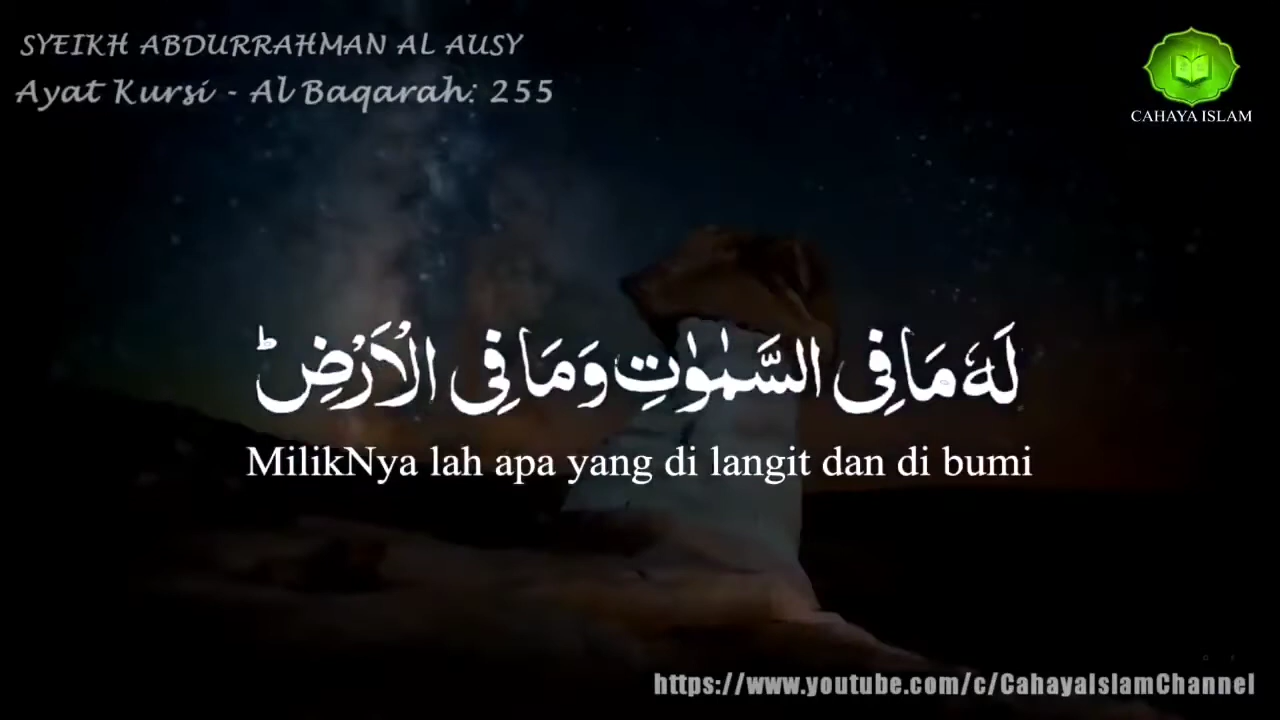 SYEIKH ABDURRAHMAN AL AUSY
Ayat Kursi - Al Baqarah: 255
CAHAYA ISLAM
لَهٗ مَا فِى السَّمٰوٰتِ وَمَا فِى الْاَرْضِۗ
MilikNya lah apa yang di langit dan di bumi
https://www.youtube.com/c/CahayaIslamChannel